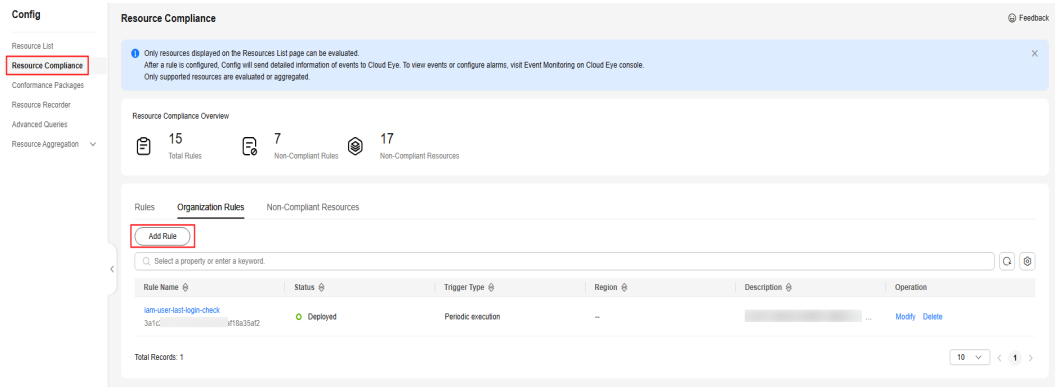 Config
Resource Compliance
Feedback
Resource List
Resource Compliance
Conformance Packages
Resource Recorder
Advanced Queries
Resource Aggregation
Only resources displayed on the Resources List page can be evaluated.
After a rule is configured, Config will send detailed information of events to Cloud Eye. To view events or configure alarms, visit Event Monitoring on Cloud Eye console.
Only supported resources are evaluated or aggregated.
Resource Compliance Overview
15
Total Rules
7
Non-Compliant Rules
17
Non-Compliant Resources
Rules Organization Rules Non-Compliant Resources
Add Rule
Select a property or enter a keyword.
Rule Name Status Trigger Type Region Description Operation
iam-user-last-login-check
Deployed Periodic execution -- ... Modify Delete
Total Records: 1
10 1